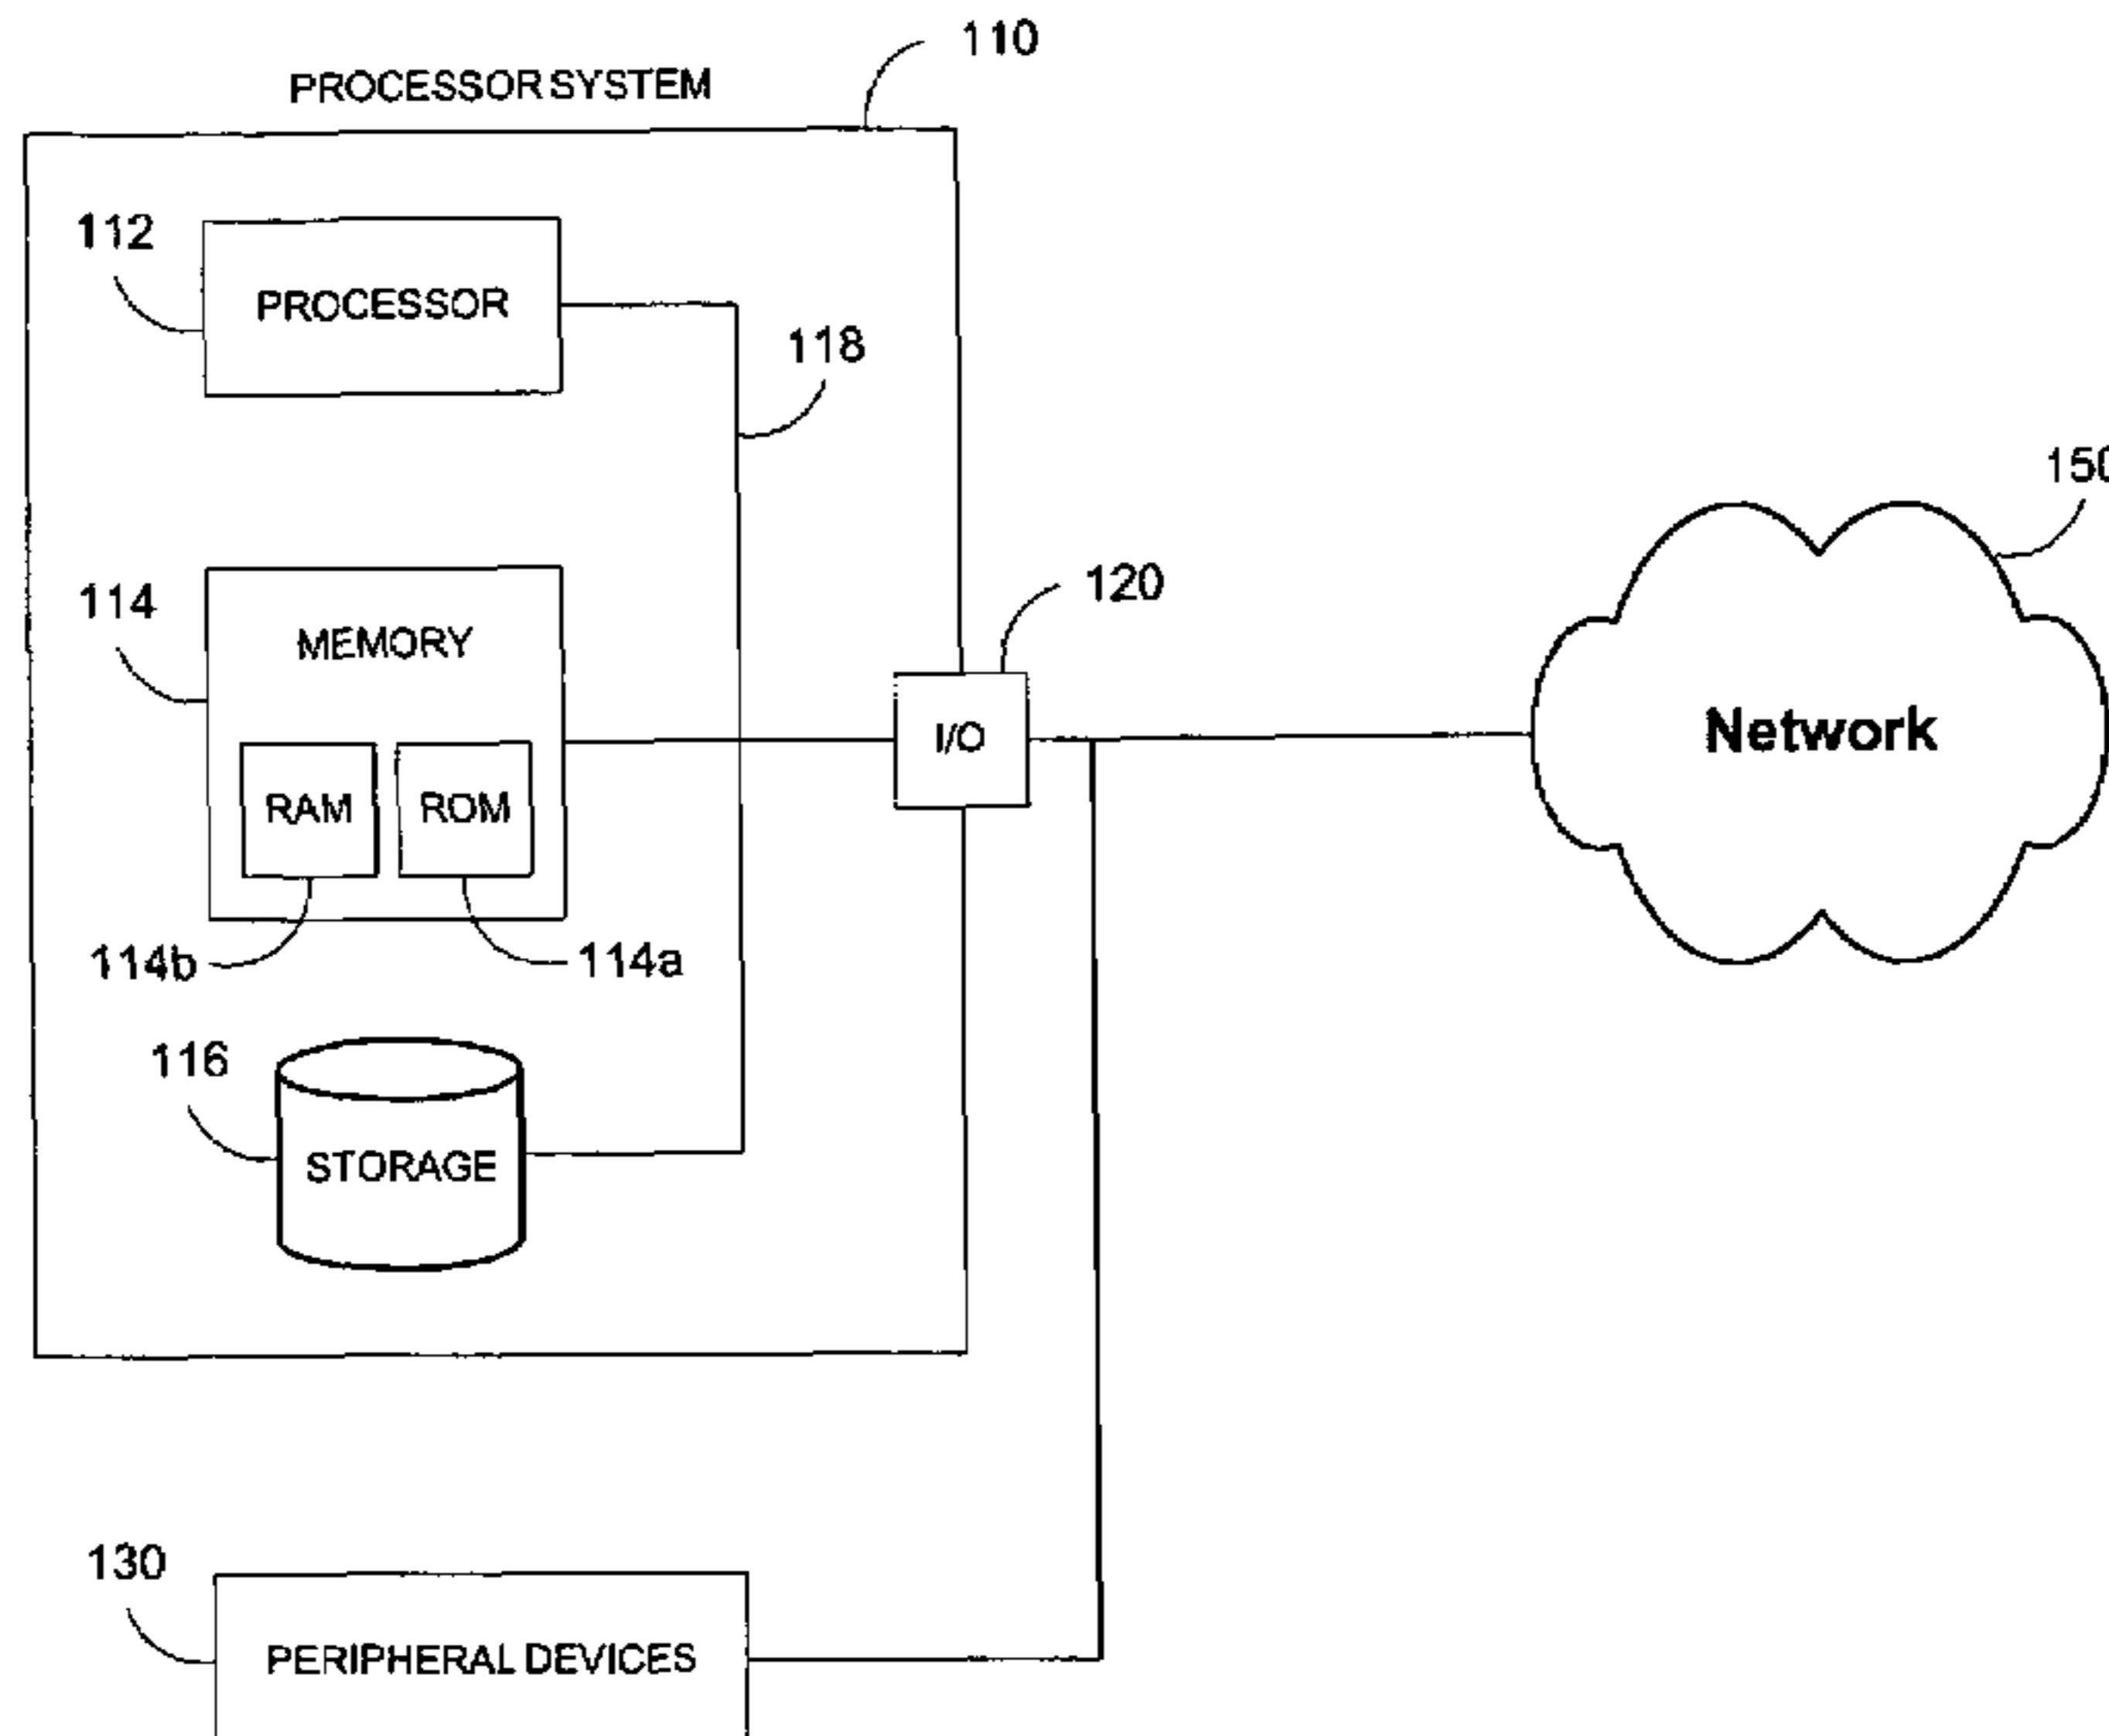 110
PROCESSOR SYSTEM
112
PROCESSOR
118
150
120
114
MEMORY
I/O
Network
RAM
ROM
114b
114a
116
STORAGE
130
PERIPHERAL DEVICES